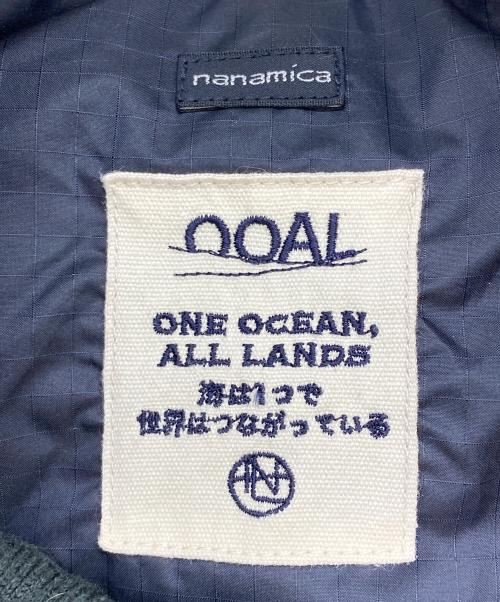 nanamica
OOAL
ONE OCEAN,
ALL LANDS
海は1つで
世界はつながっている